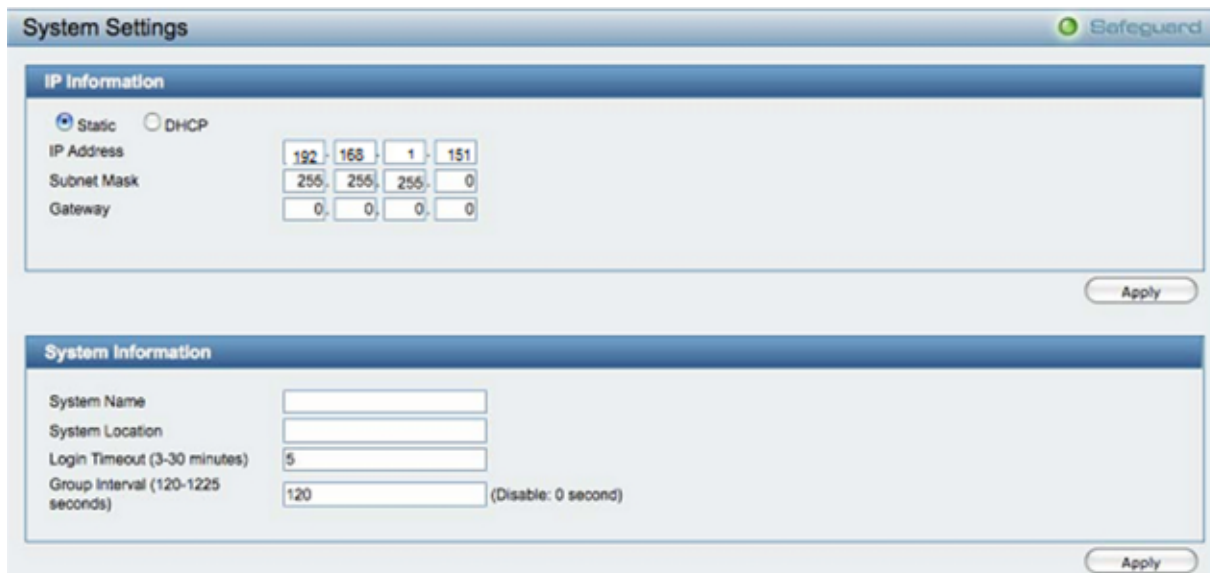 System Settings
Safeguard
IP Information
Static DHCP
IP Address 192 . 168 . 1 . 151
Subnet Mask 255 . 255 . 255 . 0
Gateway 0 . 0 . 0 . 0
Apply
System Information
System Name
System Location
Login Timeout (3-30 minutes) 5
Group Interval (120-1225 seconds) 120 (Disable: 0 second)
Apply